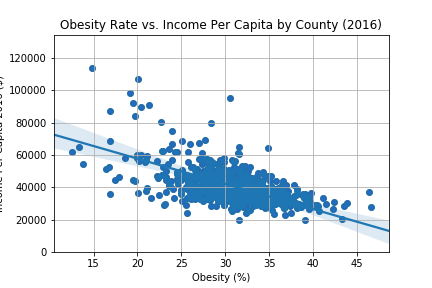 Obesity Rate vs. Income Per Capita by County (2016)
120000
100000
80000
60000
40000
20000
0
15 20 25 30 35 40 45
Obesity (%)
Income Per Capita 2016 ($)